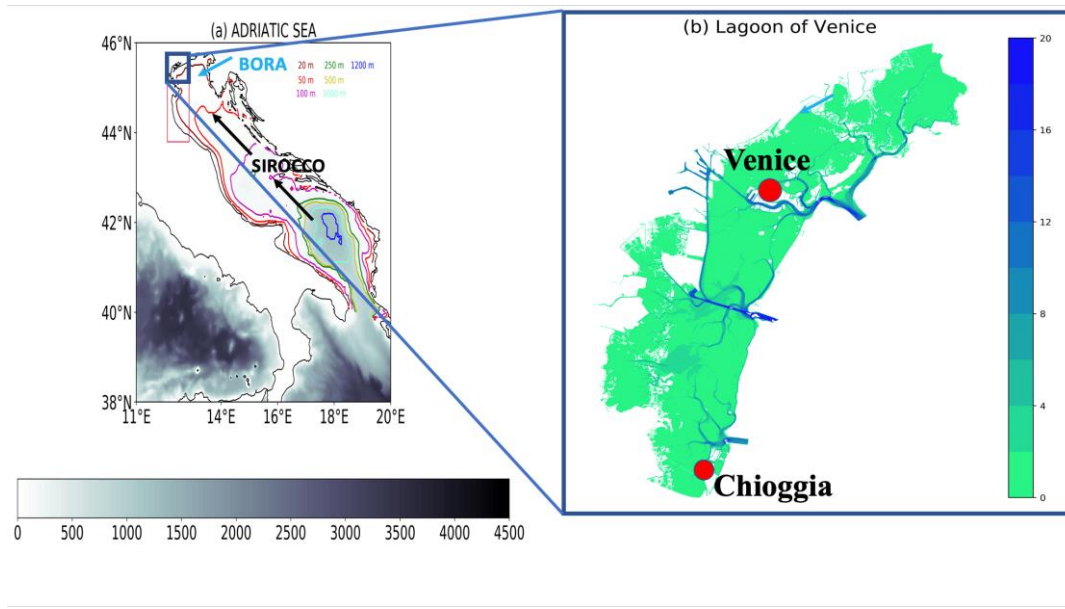 (a) ADRIATIC SEA
46°N
44°N
42°N
40°N
38°N
11°E 14°E 16°E 18°E 20°E
BORA
20 m 250 m 1200 m
50 m 500 m
100 m 1000 m
SIROCCO
0 500 1000 1500 2000 2500 3000 3500 4000 4500
(b) Lagoon of Venice
Venice
Chioggia
20
16
12
8
4
0